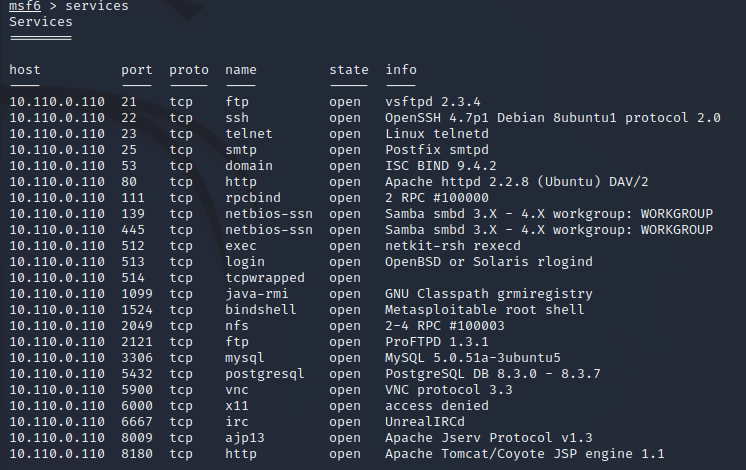 msf6 > services
Services
========
host port proto name state info
---- ---- ----- ---- ----- ----
10.110.0.110 21 tcp ftp open vsftpd 2.3.4
10.110.0.110 22 tcp ssh open OpenSSH 4.7p1 Debian 8ubuntu1 protocol 2.0
10.110.0.110 23 tcp telnet open Linux telnetd
10.110.0.110 25 tcp smtp open Postfix smtpd
10.110.0.110 53 tcp domain open ISC BIND 9.4.2
10.110.0.110 80 tcp http open Apache httpd 2.2.8 (Ubuntu) DAV/2
10.110.0.110 111 tcp rpcbind open 2 RPC #100000
10.110.0.110 139 tcp netbios-ssn open Samba smbd 3.X - 4.X workgroup: WORKGROUP
10.110.0.110 445 tcp netbios-ssn open Samba smbd 3.X - 4.X workgroup: WORKGROUP
10.110.0.110 512 tcp exec open netkit-rsh rexecd
10.110.0.110 513 tcp login open OpenBSD or Solaris rlogind
10.110.0.110 514 tcp tcpwrapped open
10.110.0.110 1099 tcp java-rmi open GNU Classpath grmiregistry
10.110.0.110 1524 tcp bindshell open Metasploitable root shell
10.110.0.110 2049 tcp nfs open 2-4 RPC #100003
10.110.0.110 2121 tcp ftp open ProFTPD 1.3.1
10.110.0.110 3306 tcp mysql open MySQL 5.0.51a-3ubuntu5
10.110.0.110 5432 tcp postgresql open PostgreSQL DB 8.3.0 - 8.3.7
10.110.0.110 5900 tcp vnc open VNC protocol 3.3
10.110.0.110 6000 tcp x11 open access denied
10.110.0.110 6667 tcp irc open UnrealIRCd
10.110.0.110 8009 tcp ajp13 open Apache Jserv Protocol v1.3
10.110.0.110 8180 tcp http open Apache Tomcat/Coyote JSP engine 1.1